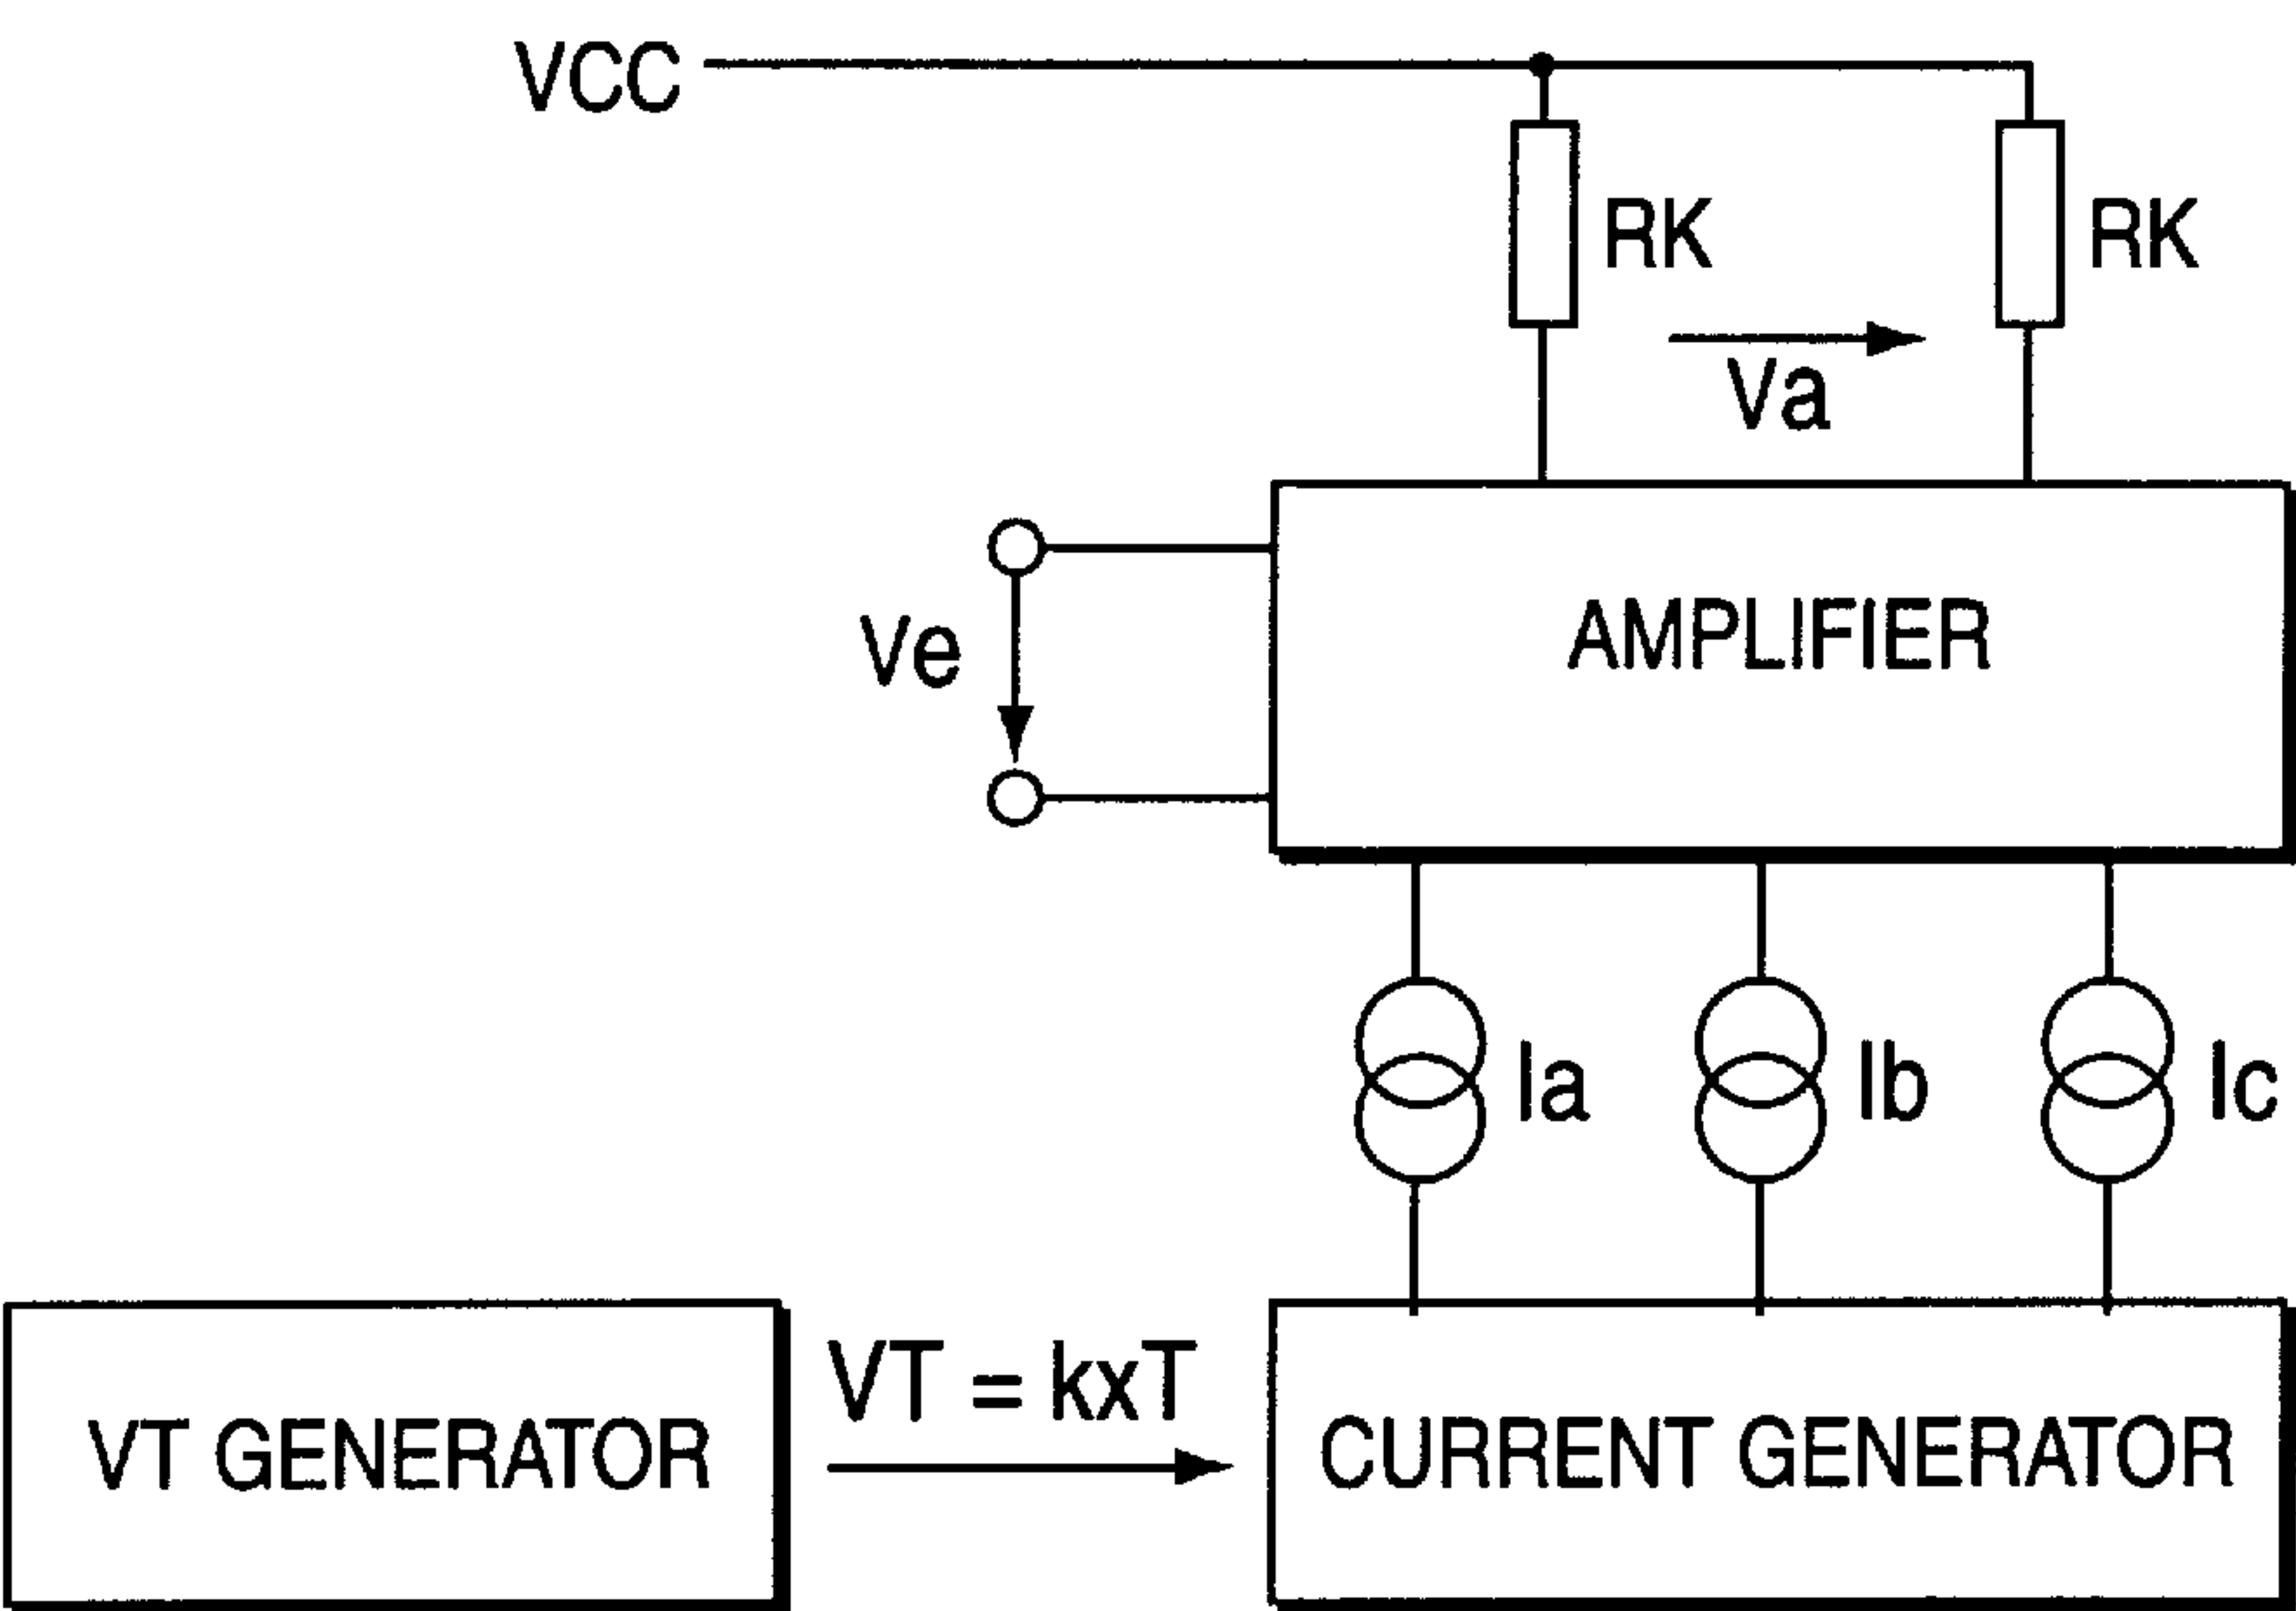 VCC
RK
RK
Va
Ve
AMPLIFIER
Ia
Ib
Ic
VT = kxT
VT GENERATOR
CURRENT GENERATOR